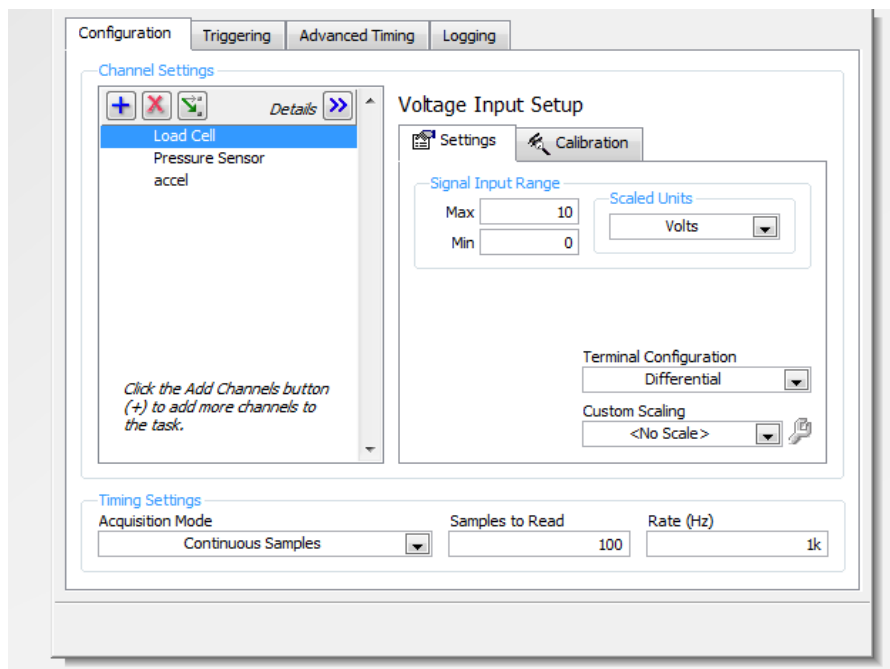 Configuration
Triggering
Advanced Timing
Logging
Channel Settings
Details
Load Cell
Pressure Sensor
accel
Click the Add Channels button
(+) to add more channels to
the task.
Voltage Input Setup
Settings
Calibration
Signal Input Range
Max 10
Min 0
Scaled Units
Volts
Terminal Configuration
Differential
Custom Scaling
<No Scale>
Timing Settings
Acquisition Mode
Continuous Samples
Samples to Read
100
Rate (Hz)
1k